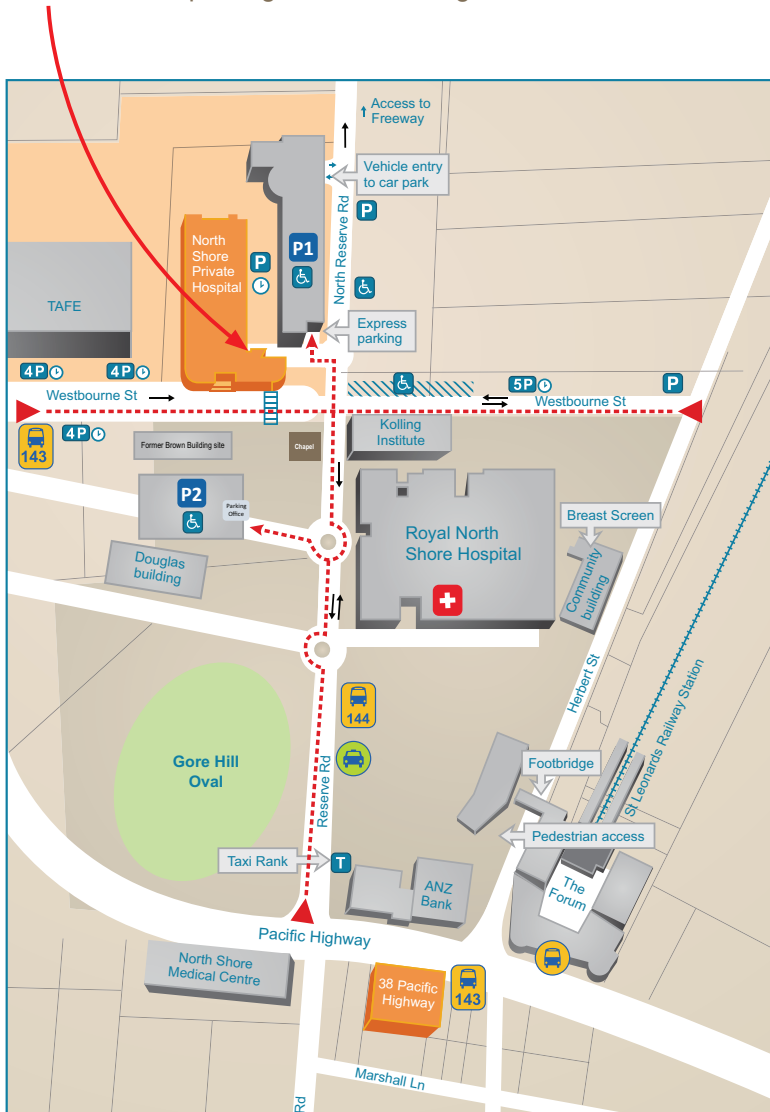 Access to
Freeway
Vehicle entry
to car park
P
North Reserve Rd
P1
North
Shore
Private
Hospital
P
TAFE
Express
parking
4P
4P
5P
P
Westbourne St
Westbourne St
143
4P
Former Brown Building site
Chapel
Kolling
Institute
P2
Parking
Office
Royal North
Shore Hospital
Breast Screen
Community
building
Douglas
building
Herbert St
St Leonards Railway Station
144
Gore Hill
Oval
Reserve Rd
Footbridge
Pedestrian access
Taxi Rank
T
ANZ
Bank
The
Forum
Pacific Highway
North Shore
Medical Centre
38 Pacific
Highway
143
Marshall Ln
Rd